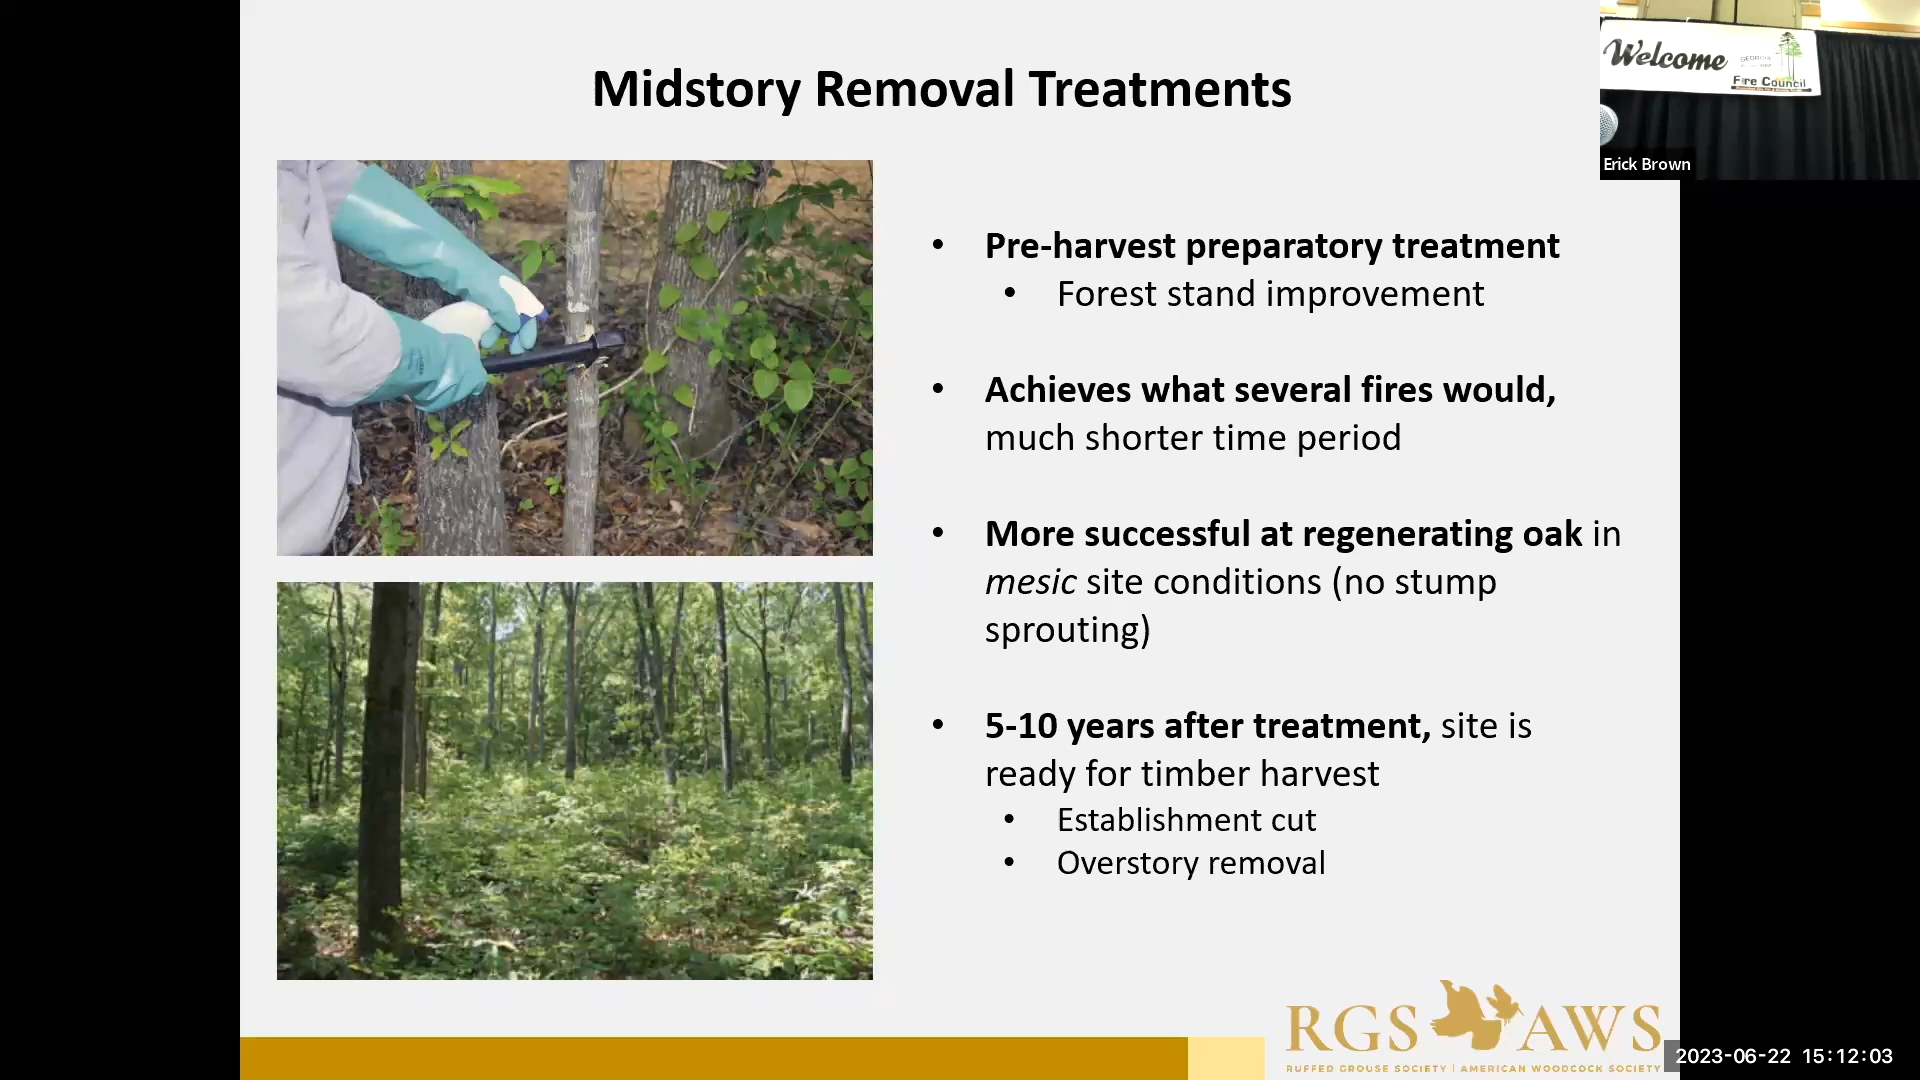 Midstory Removal Treatments
Welcome
GEORGIA
Fire Council
Erick Brown
• Pre-harvest preparatory treatment
• Forest stand improvement
• Achieves what several fires would,
much shorter time period
• More successful at regenerating oak in
mesic site conditions (no stump
sprouting)
• 5-10 years after treatment, site is
ready for timber harvest
• Establishment cut
• Overstory removal
RGS AWS
RUFFED GROUSE SOCIETY | AMERICAN WOODCOCK SOCIETY
2023-06-22 15:12:03